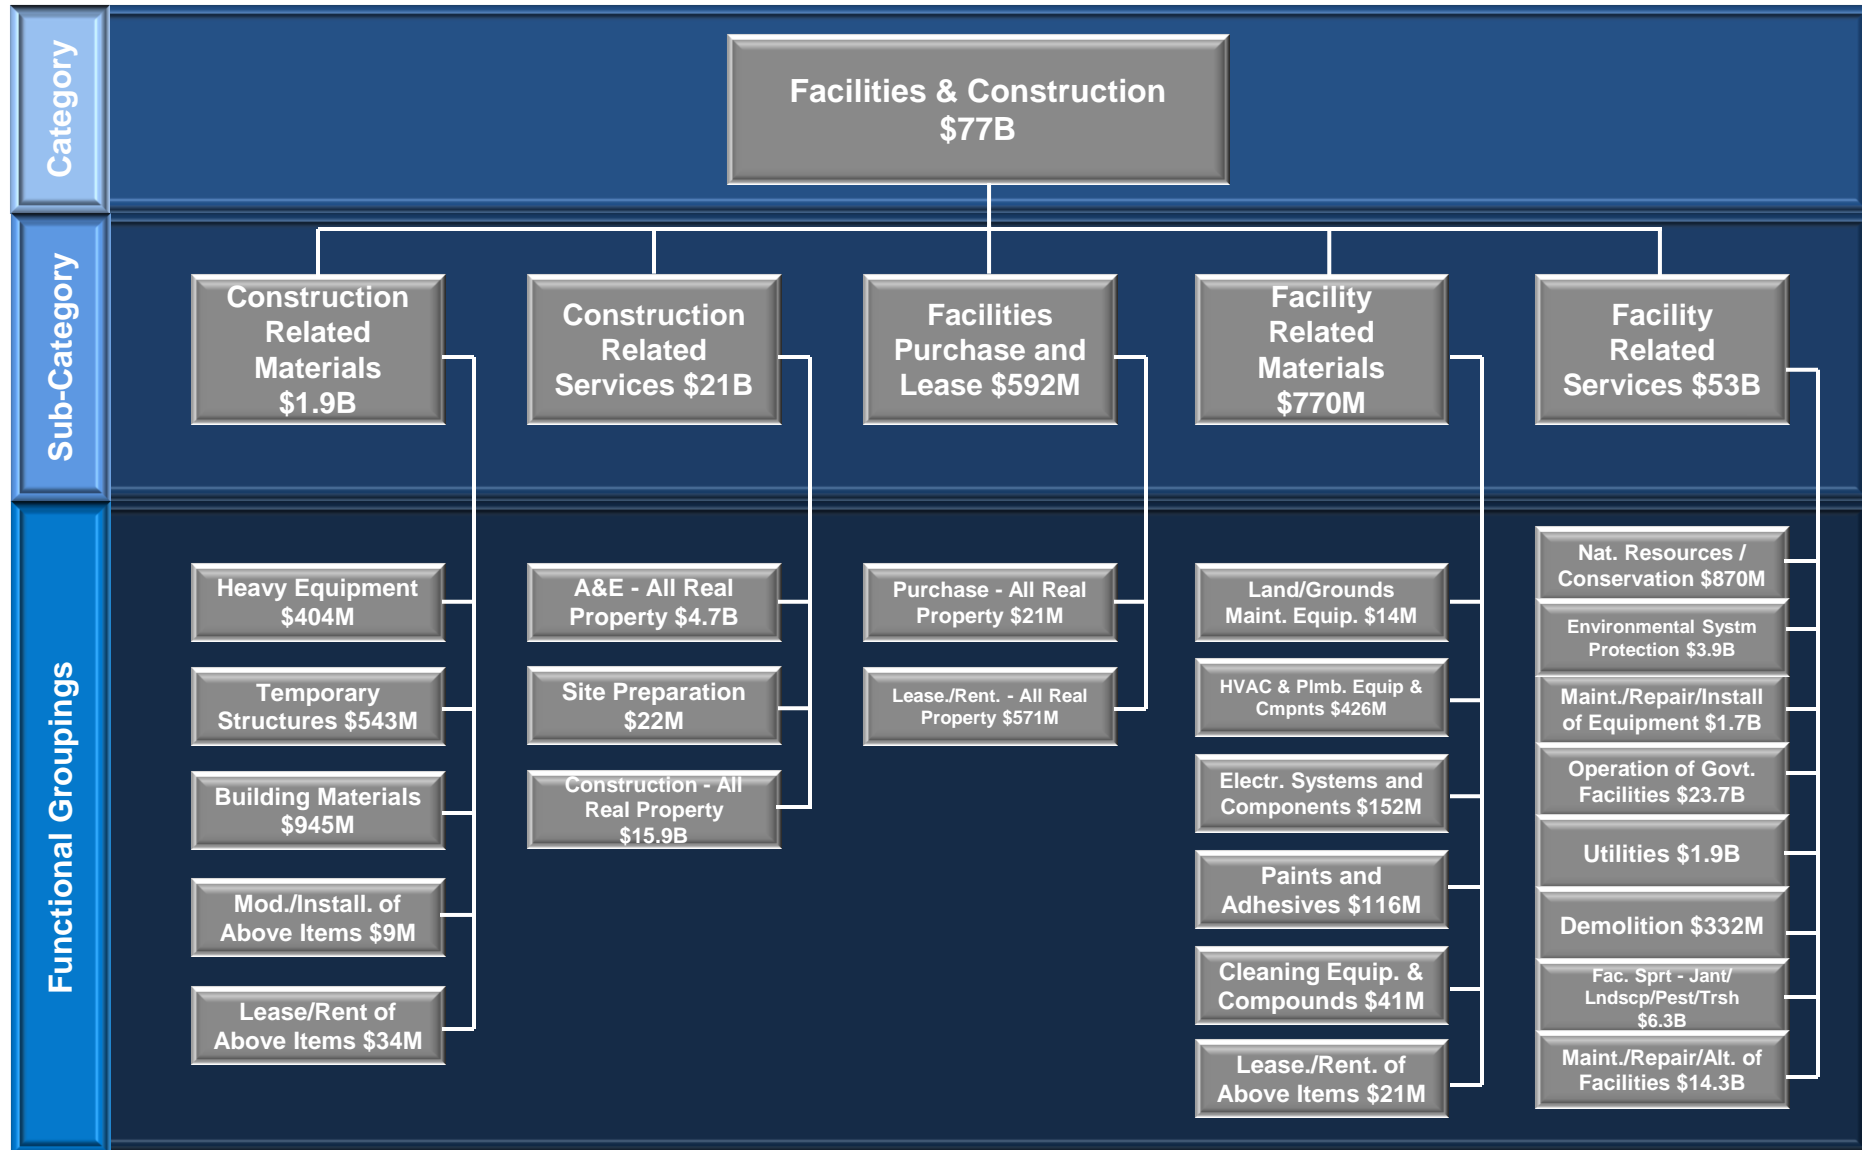 Category
Facilities & Construction
$77B
Sub-Category
Construction
Related
Materials
$1.9B
Construction
Related
Services $21B
Facilities
Purchase and
Lease $592M
Facility
Related
Materials
$770M
Facility
Related
Services $53B
Functional Groupings
Heavy Equipment
$404M
Temporary
Structures $543M
Building Materials
$945M
Mod./Install. of
Above Items $9M
Lease/Rent of
Above Items $34M
A&E - All Real
Property $4.7B
Site Preparation
$22M
Construction - All
Real Property
$15.9B
Purchase - All Real
Property $21M
Lease./Rent. - All Real
Property $571M
Land/Grounds
Maint. Equip. $14M
HVAC & Plmb. Equip &
Cmpnts $426M
Electr. Systems and
Components $152M
Paints and
Adhesives $116M
Cleaning Equip. &
Compounds $41M
Lease./Rent. of
Above Items $21M
Nat. Resources /
Conservation $870M
Environmental Systm
Protection $3.9B
Maint./Repair/Install
of Equipment $1.7B
Operation of Govt.
Facilities $23.7B
Utilities $1.9B
Demolition $332M
Fac. Sprt - Jant/
Lndscp/Pest/Trsh
$6.3B
Maint./Repair/Alt. of
Facilities $14.3B